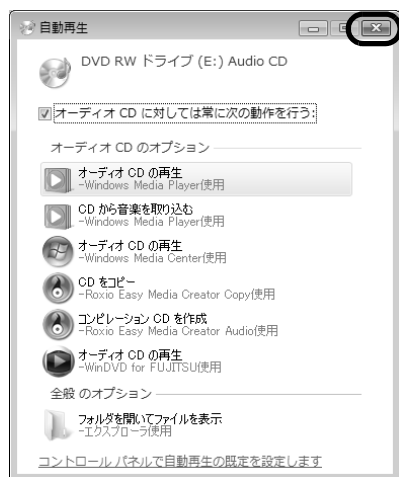 自動再生
DVD RW ドライブ (E:) Audio CD
オーディオ CD に対しては常に次の動作を行う:
オーディオ CD のオプション
オーディオ CD の再生
-Windows Media Player使用
CD から音楽を取り込む
-Windows Media Player使用
オーディオ CD の再生
-Windows Media Center使用
CD をコピー
-Roxio Easy Media Creator Copy使用
コンピレーション CD を作成
-Roxio Easy Media Creator Audio使用
オーディオ CD の再生
-WinDVD for FUJITSU使用
全般 のオプション
フォルダを開いてファイルを表示
-エクスプローラ使用
コントロール パネルで自動再生の既定を設定します